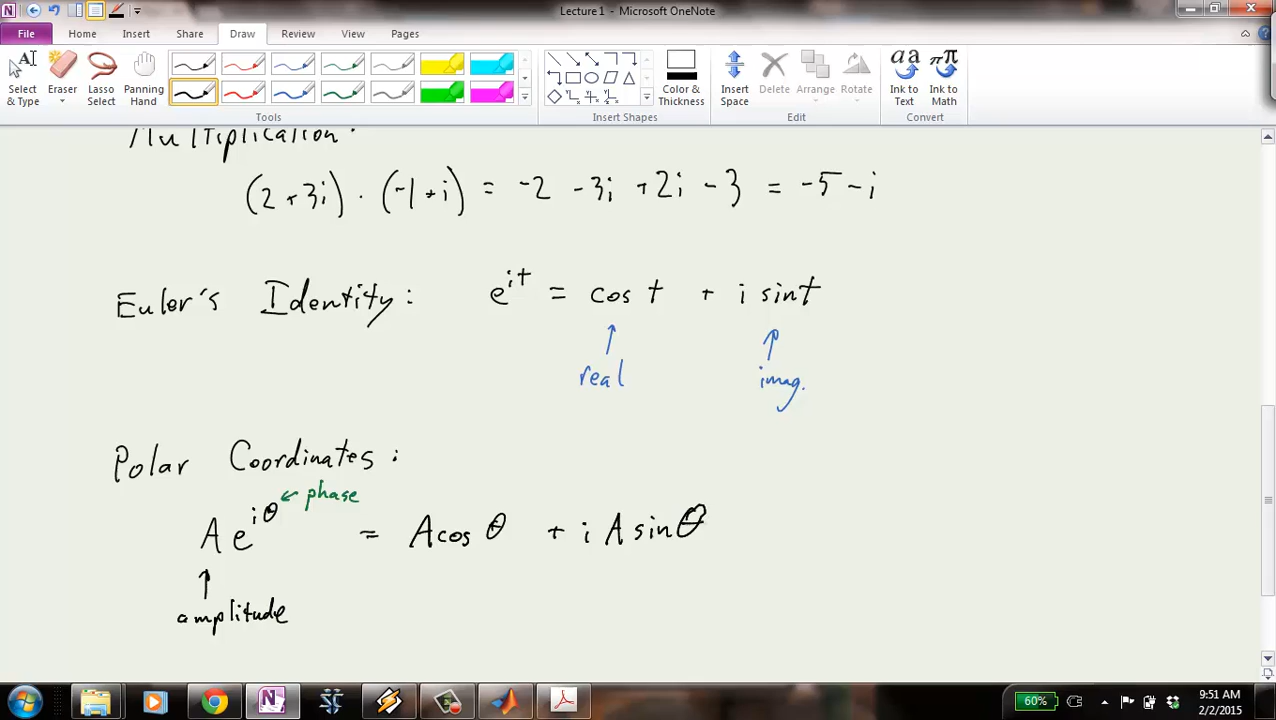 Lecture 1 - Microsoft OneNote
File Home Insert Share Draw Review View Pages
Select & Type Eraser Lasso Select Panning Hand Color & Thickness Insert Space Delete Arrange Rotate Ink to Text Ink to Math
Tools Insert Shapes Edit Convert
Multiplication:
(2+3i) · (-1+i) = -2 -3i +2i -3 = -5 -i
Euler's Identity: e^{it} = cos t + i sin t
real imag.
Polar Coordinates:
← phase
A e^{iθ} = A cos θ + i A sin θ
amplitude
60% 9:51 AM
2/2/2015